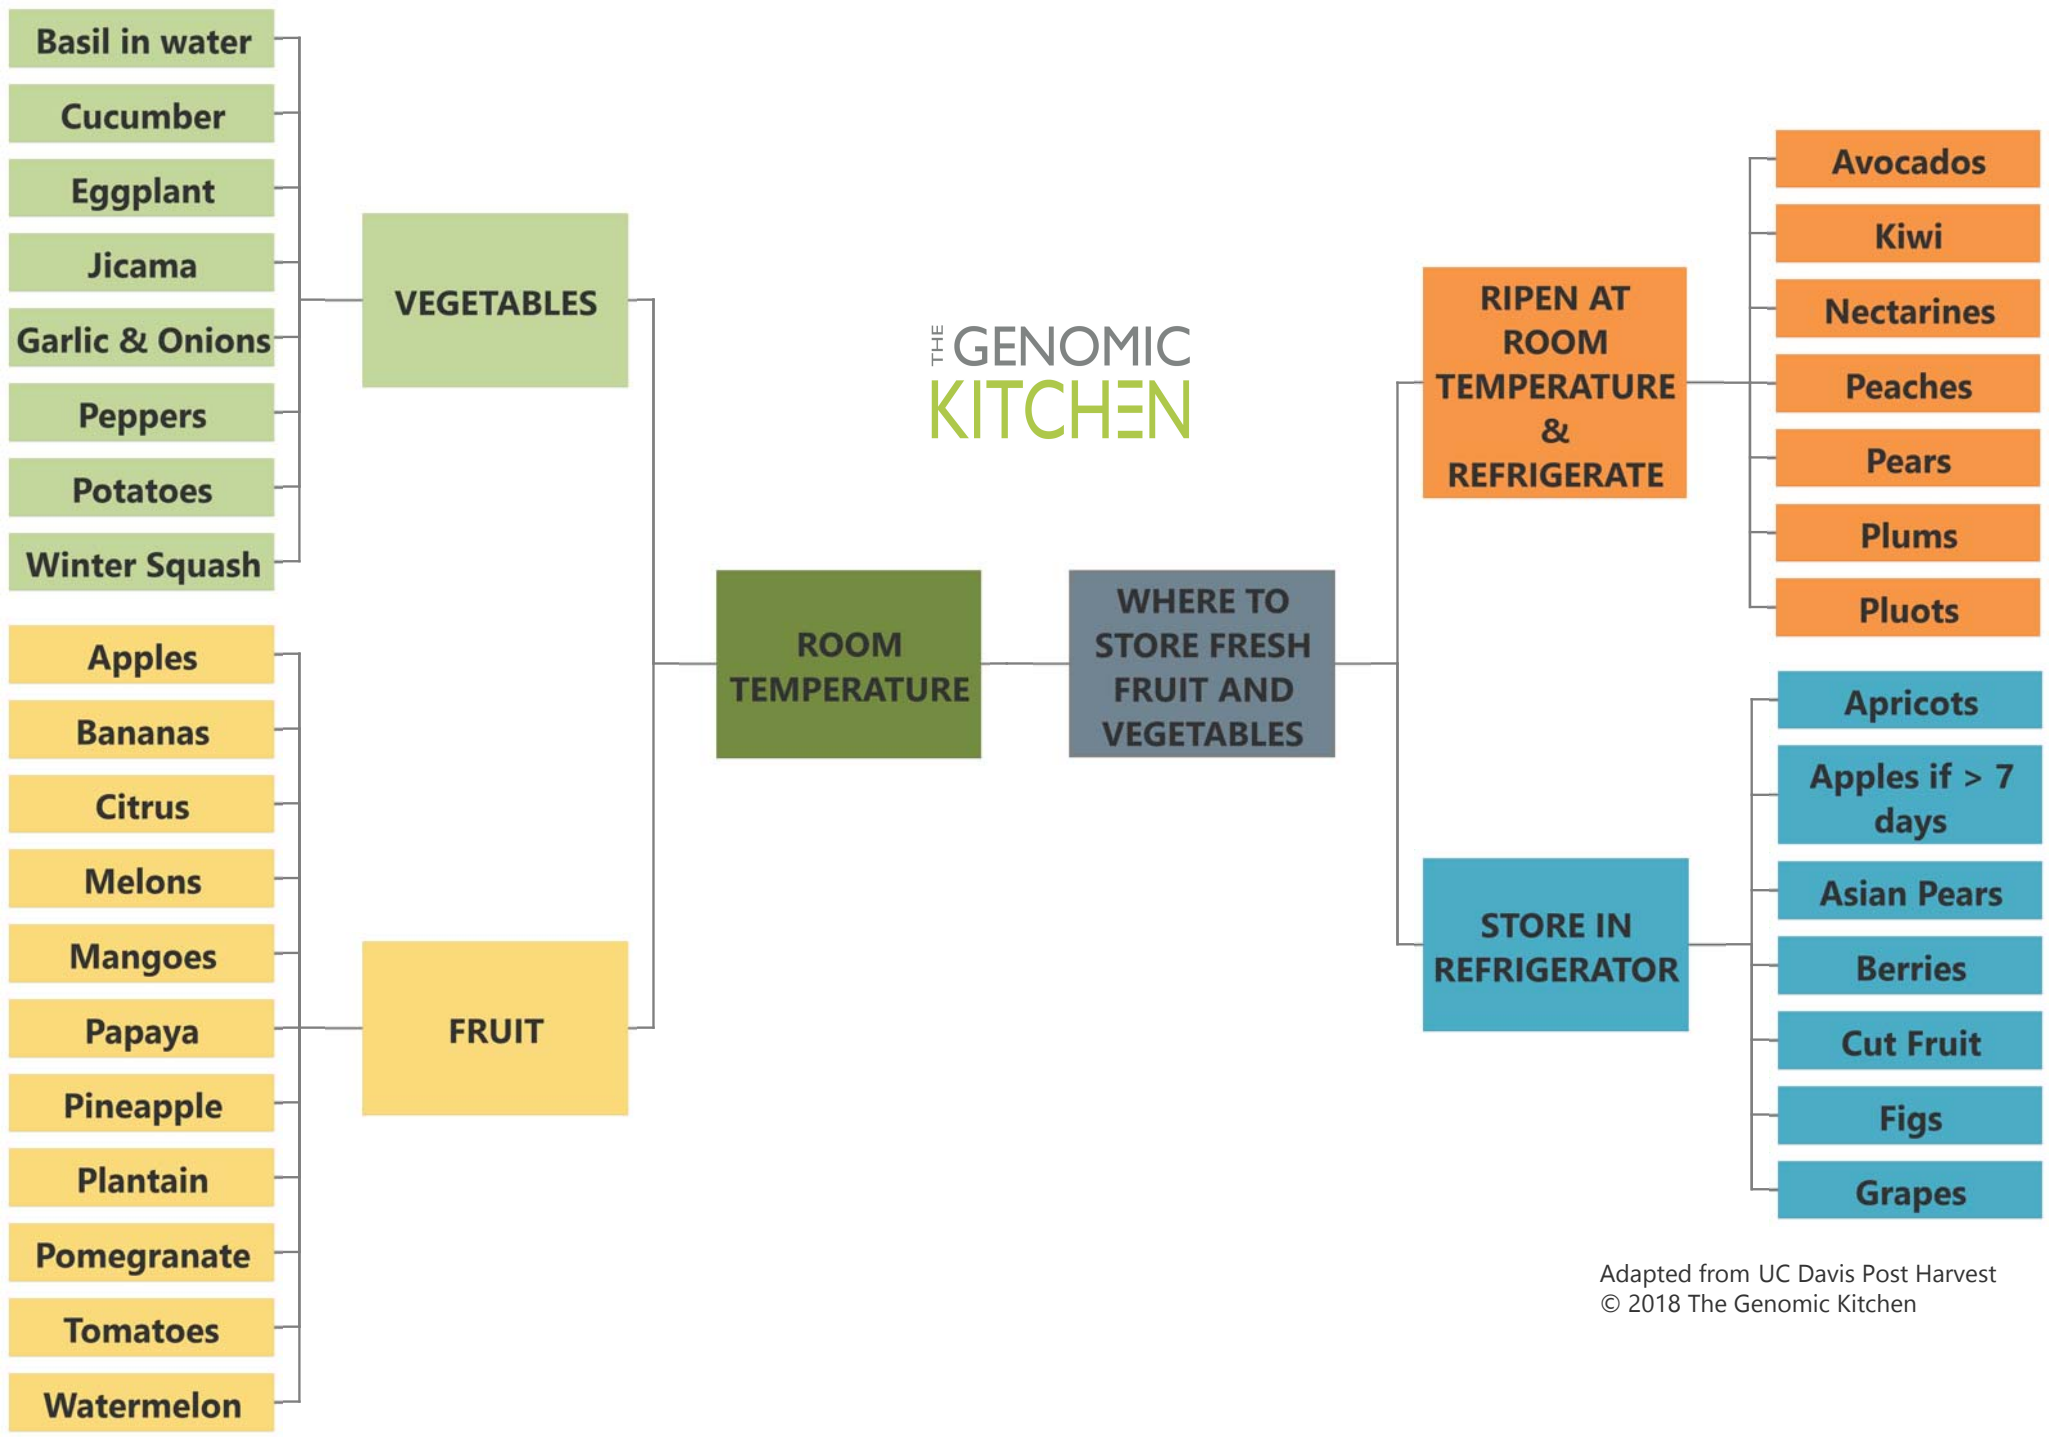 Basil in water
Cucumber
Eggplant
Jicama
Garlic & Onions
Peppers
Potatoes
Winter Squash
VEGETABLES
Apples
Bananas
Citrus
Melons
Mangoes
Papaya
Pineapple
Plantain
Pomegranate
Tomatoes
Watermelon
FRUIT
ROOM
TEMPERATURE
THE GENOMIC
KITCHEN
WHERE TO
STORE FRESH
FRUIT AND
VEGETABLES
RIPEN AT
ROOM
TEMPERATURE
&
REFRIGERATE
Avocados
Kiwi
Nectarines
Peaches
Pears
Plums
Pluots
STORE IN
REFRIGERATOR
Apricots
Apples if > 7
days
Asian Pears
Berries
Cut Fruit
Figs
Grapes
Adapted from UC Davis Post Harvest
© 2018 The Genomic Kitchen